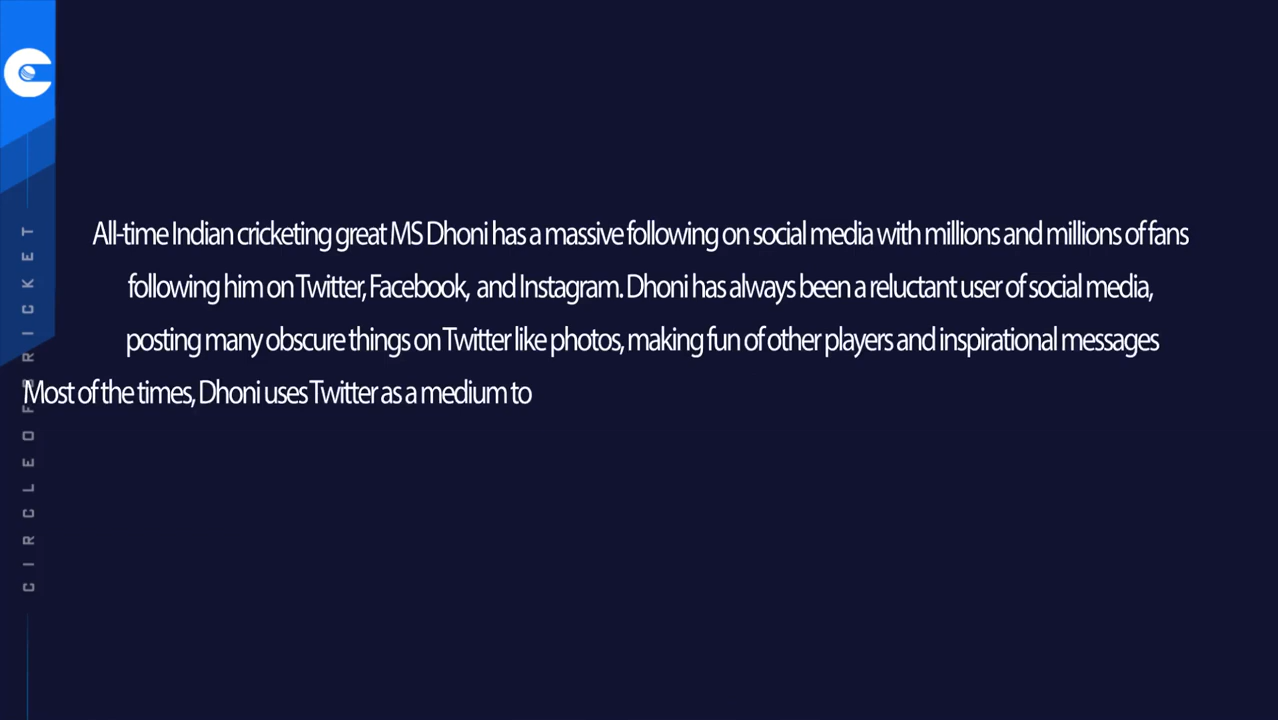 All-time Indian cricketing great MS Dhoni has a massive following on social media with millions and millions of fans
following him on Twitter, Facebook, and Instagram. Dhoni has always been a reluctant user of social media,
posting many obscure things on Twitter like photos, making fun of other players and inspirational messages
Most of the times, Dhoni uses Twitter as a medium to
CIRCLE OF CRICKET